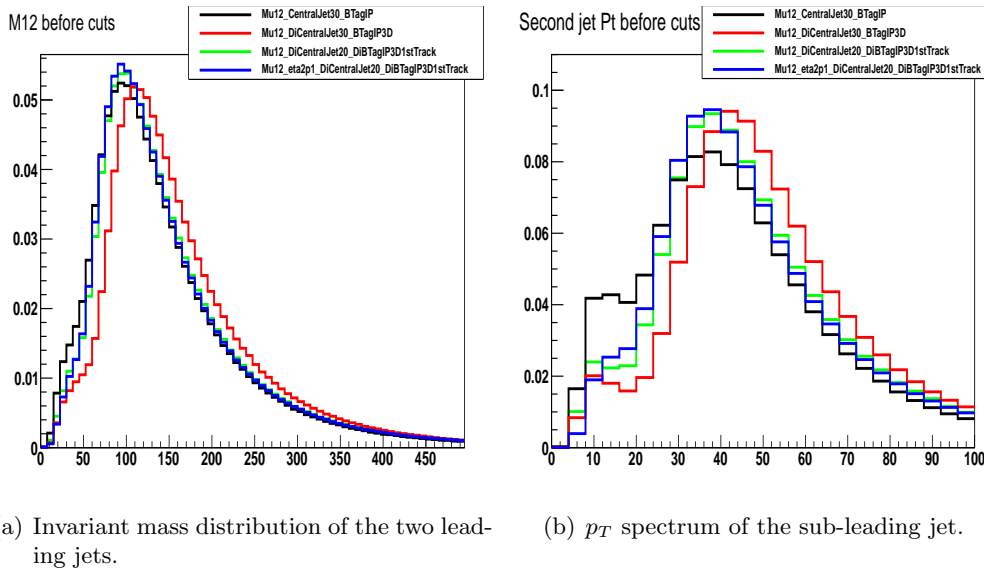 M12 before cuts
Mu12_CentralJet30_BTagIP
Mu12_DiCentralJet30_BTagIP3D
Mu12_DiCentralJet20_DiBTagIP3D1stTrack
Mu12_eta2p1_DiCentralJet20_DiBTagIP3D1stTrack
0.05
0.04
0.03
0.02
0.01
0
0 50 100 150 200 250 300 350 400 450
Second jet Pt before cuts
Mu12_CentralJet30_BTagIP
Mu12_DiCentralJet30_BTagIP3D
Mu12_DiCentralJet20_DiBTagIP3D1stTrack
Mu12_eta2p1_DiCentralJet20_DiBTagIP3D1stTrack
0.1
0.08
0.06
0.04
0.02
0
0 10 20 30 40 50 60 70 80 90 100
) Invariant mass distribution of the two lead-
ing jets.
(b) pT spectrum of the sub-leading jet.